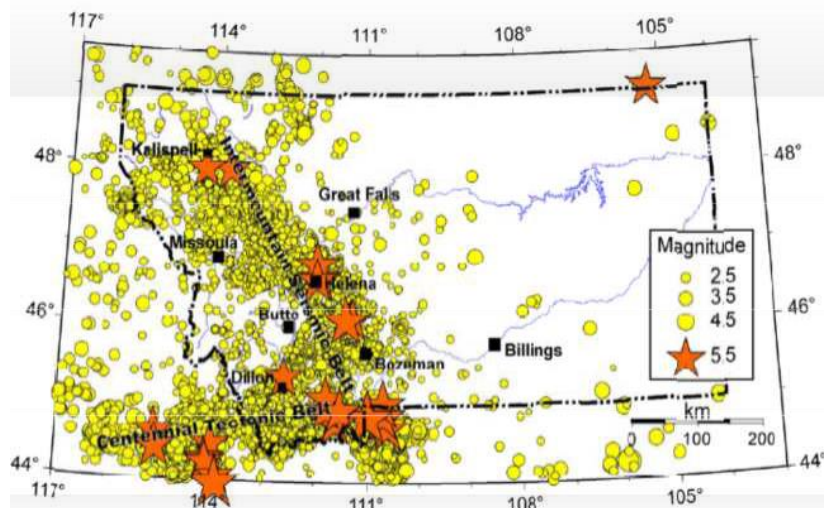 117° 114° 111° 108° 105°
48° Kalispell 48°
Intermountain Seismic Belt
Great Falls
Missoula
Magnitude
2.5
3.5
4.5
5.5
Helena
46° 46°
Butto
Billings
Bozeman
Dillon
Centennial Tectonic Belt
km
0 50 100 200
44° 44°
117° 114° 111° 108° 105°